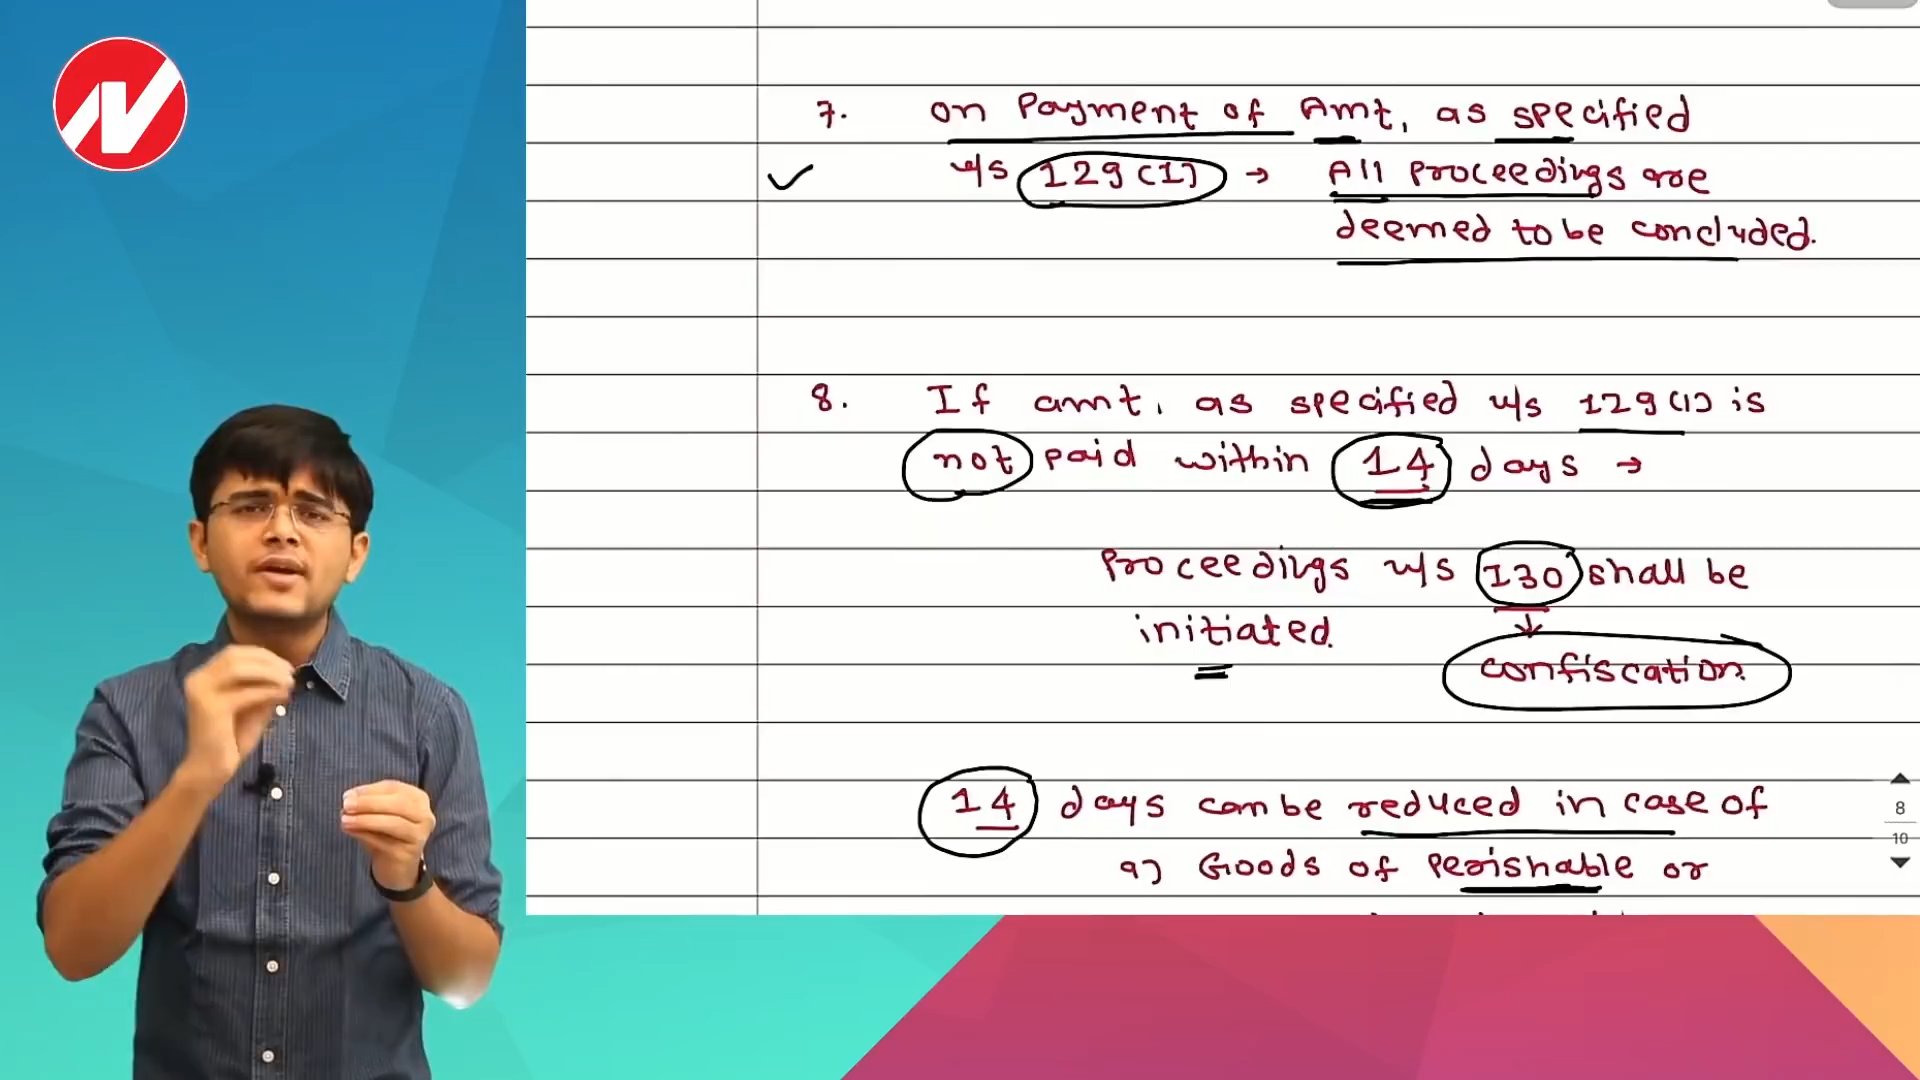 7. on Payment of Amt, as specified
u/s 129(1) → All proceedings are
deemed to be concluded.
8. If amt. as specified u/s 129(1) is
not paid within 14 days →
Proceedings u/s 130 shall be
initiated. ↓
confiscation
14 days can be reduced in case of
a) Goods of Perishable or
8
10